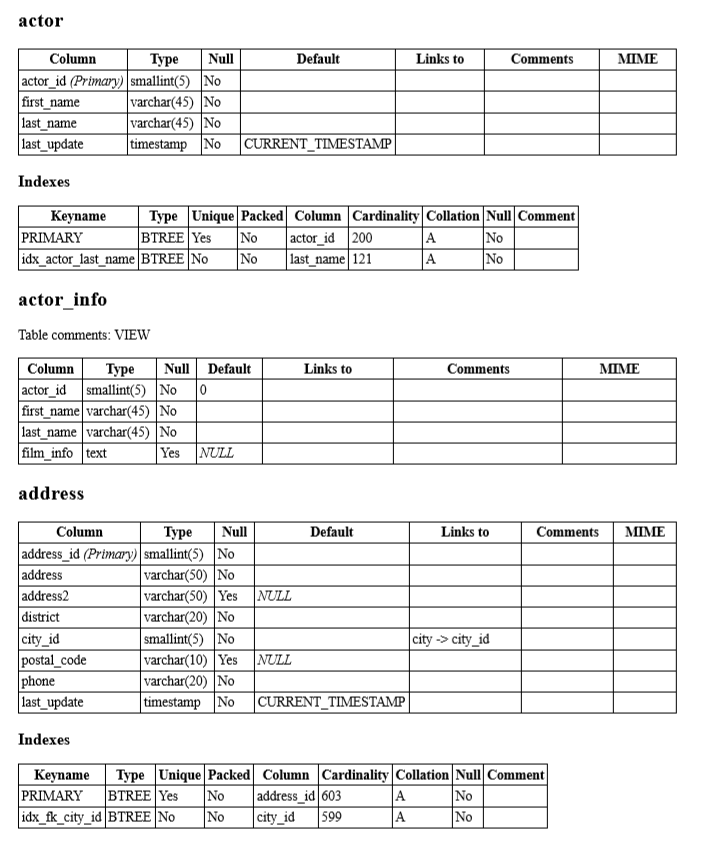 actor
Column Type Null Default Links to Comments MIME
actor_id (Primary) smallint(5) No
first_name varchar(45) No
last_name varchar(45) No
last_update timestamp No CURRENT_TIMESTAMP
Indexes
Keyname Type Unique Packed Column Cardinality Collation Null Comment
PRIMARY BTREE Yes No actor_id 200 A No
idx_actor_last_name BTREE No No last_name 121 A No
actor_info
Table comments: VIEW
Column Type Null Default Links to Comments MIME
actor_id smallint(5) No 0
first_name varchar(45) No
last_name varchar(45) No
film_info text Yes NULL
address
Column Type Null Default Links to Comments MIME
address_id (Primary) smallint(5) No
address varchar(50) No
address2 varchar(50) Yes NULL
district varchar(20) No
city_id smallint(5) No city -> city_id
postal_code varchar(10) Yes NULL
phone varchar(20) No
last_update timestamp No CURRENT_TIMESTAMP
Indexes
Keyname Type Unique Packed Column Cardinality Collation Null Comment
PRIMARY BTREE Yes No address_id 603 A No
idx_fk_city_id BTREE No No city_id 599 A No